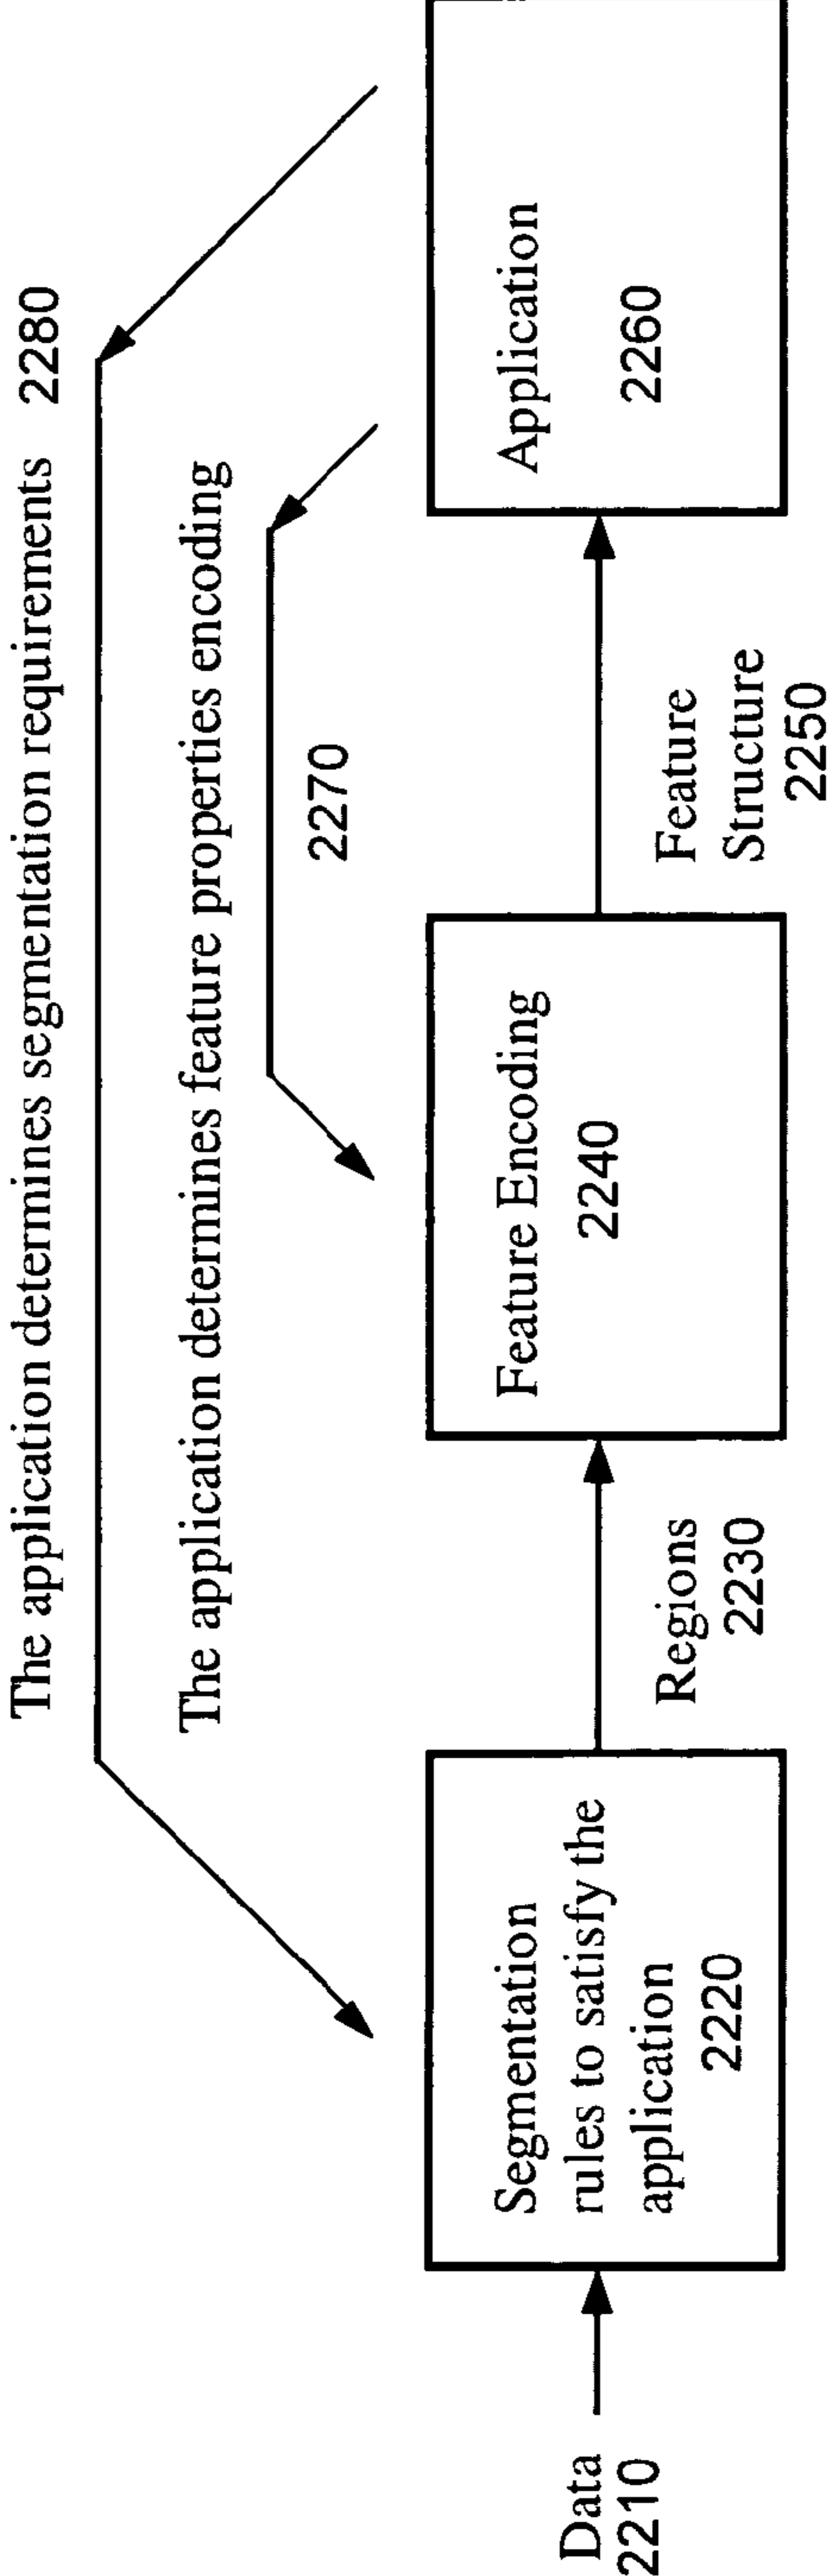 The application determines segmentation requirements 2280
The application determines feature properties encoding
2270
Data
2210
Segmentation
rules to satisfy the
application
2220
Regions
2230
Feature Encoding
2240
Feature
Structure
2250
Application
2260